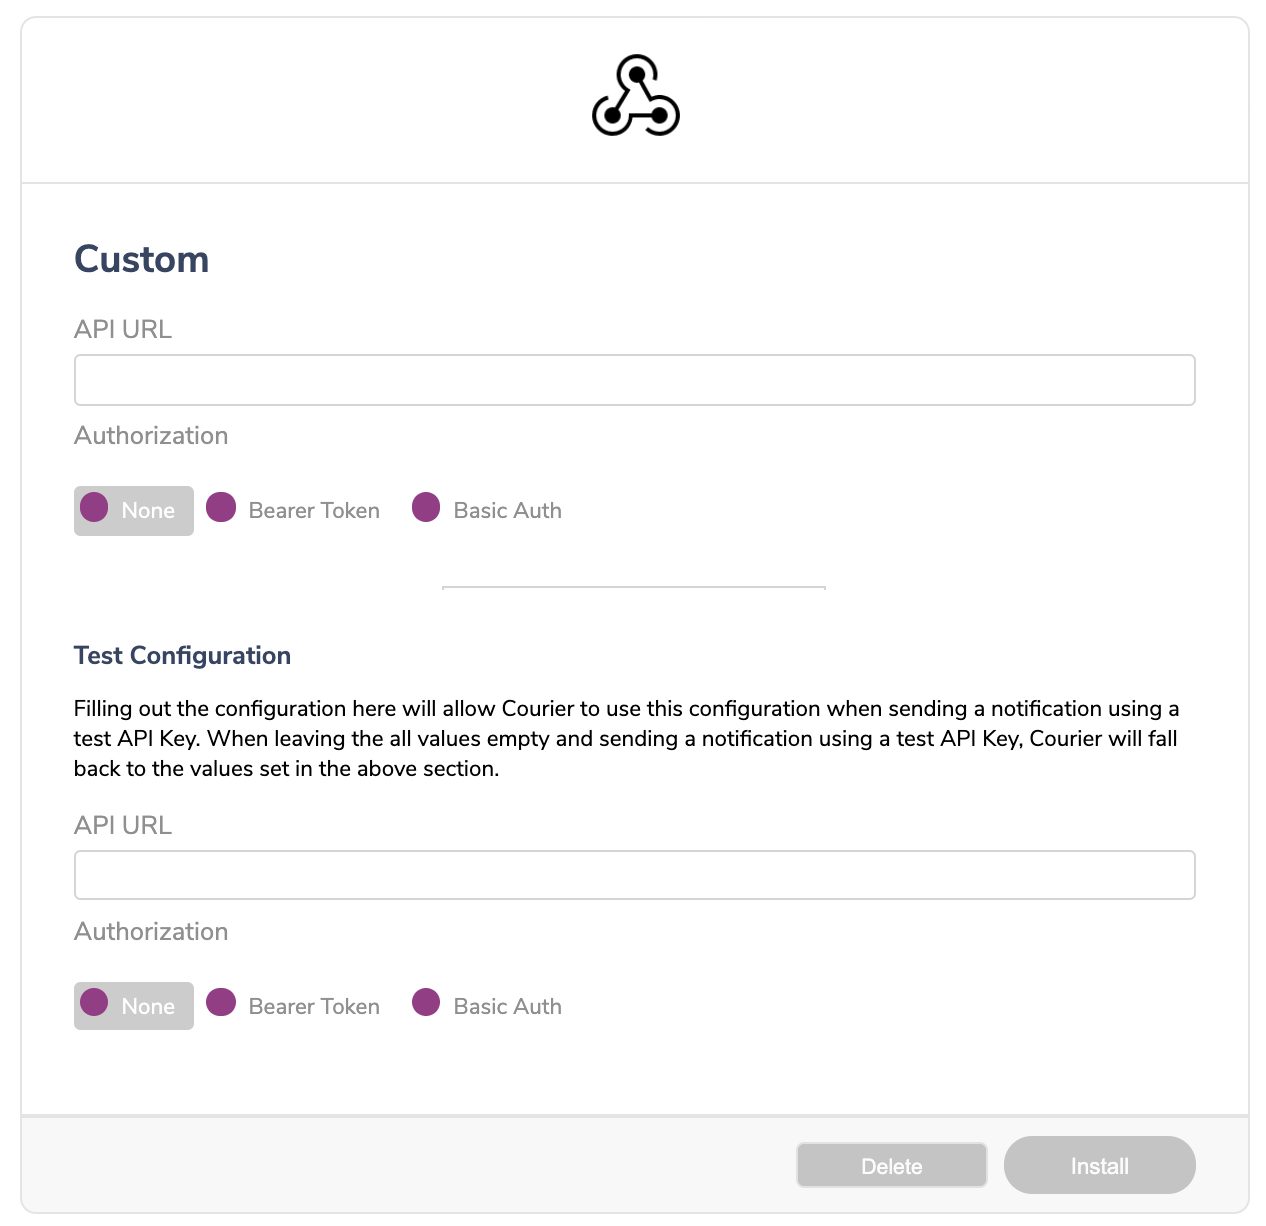 Custom
API URL
Authorization
None Bearer Token Basic Auth
Test Configuration
Filling out the configuration here will allow Courier to use this configuration when sending a notification using a
test API Key. When leaving the all values empty and sending a notification using a test API Key, Courier will fall
back to the values set in the above section.
API URL
Authorization
None Bearer Token Basic Auth
Delete Install